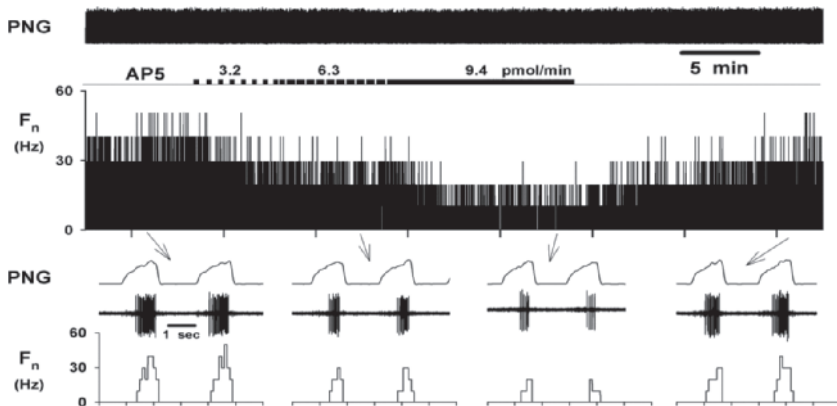 PNG
AP5 3.2 6.3 9.4 pmol/min 5 min
60
Fn
(Hz)
30
0
PNG
1 sec
60
Fn
(Hz)
30
0